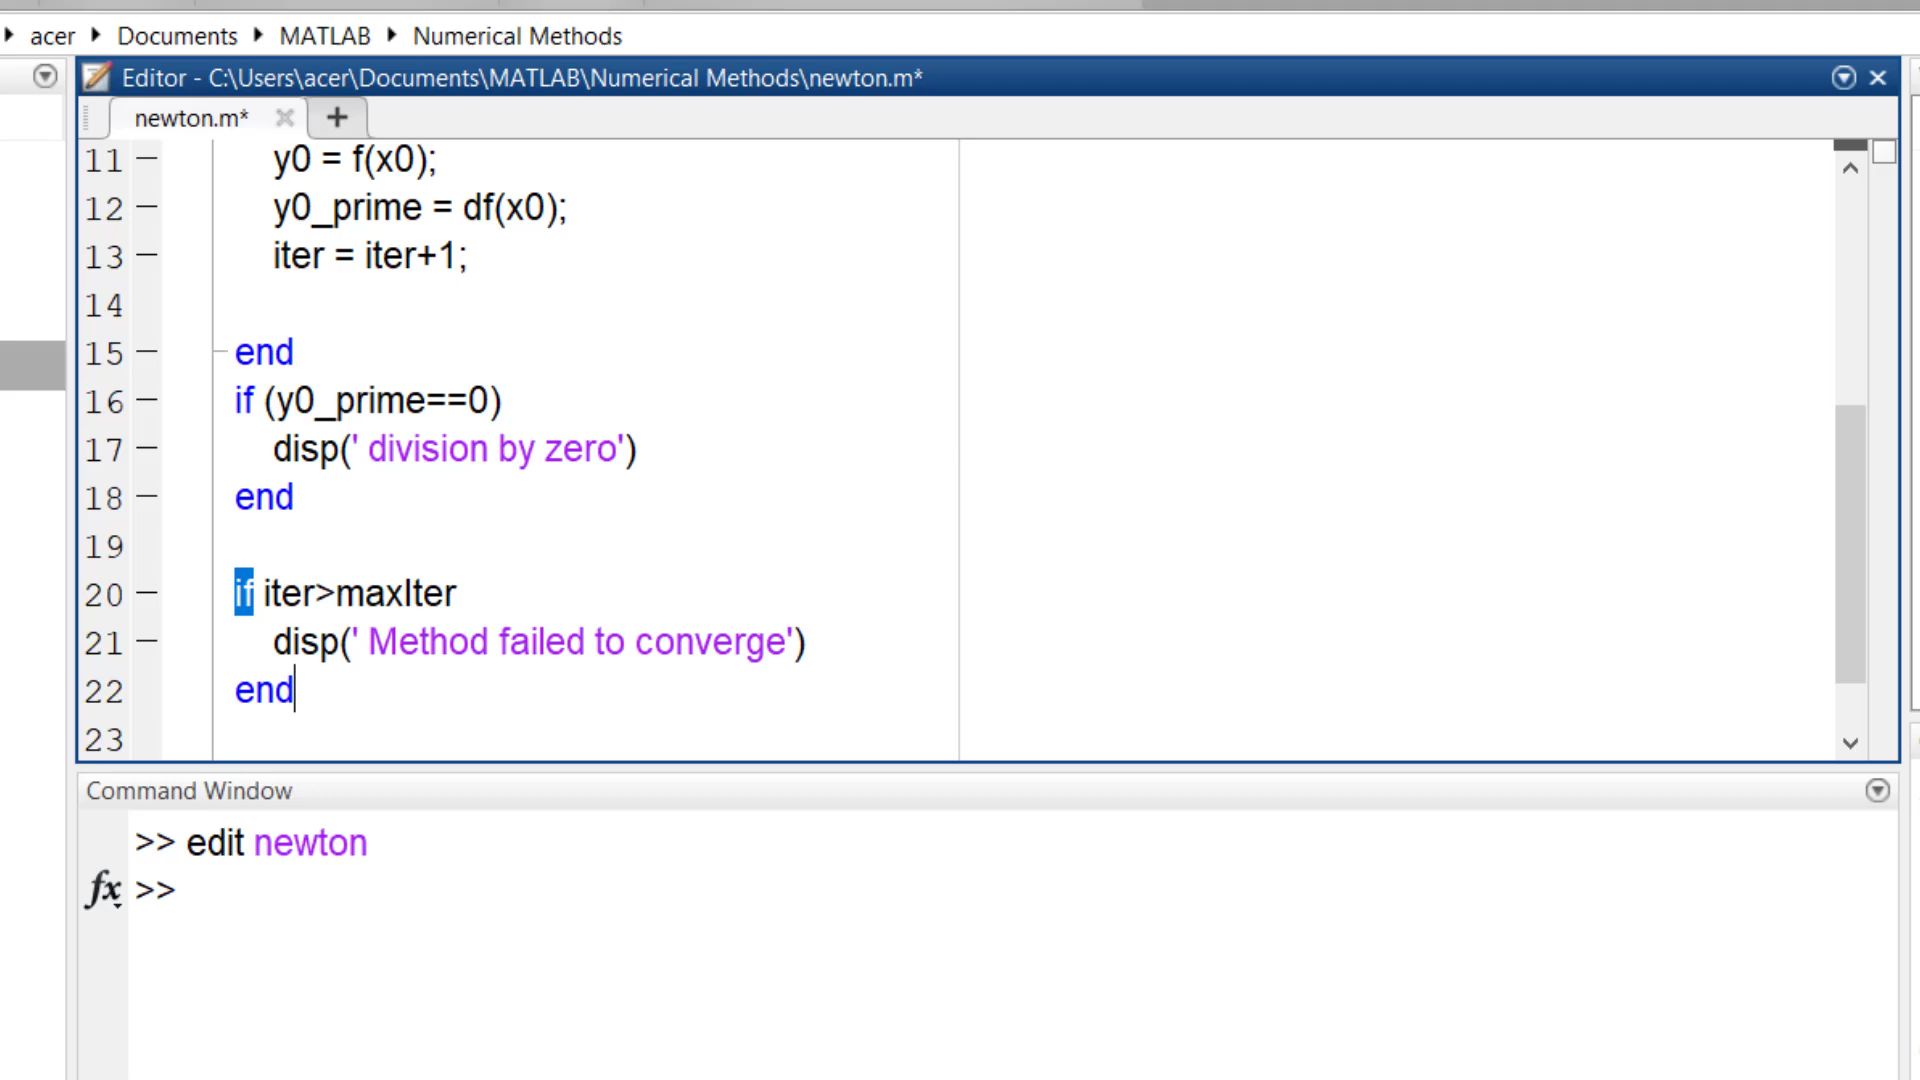 acer Documents MATLAB Numerical Methods
Editor - C:\Users\acer\Documents\MATLAB\Numerical Methods\newton.m*
newton.m*
11 y0 = f(x0);
12 y0_prime = df(x0);
13 iter = iter+1;
14
15 end
16 if (y0_prime==0)
17 disp(' division by zero')
18 end
19
20 if iter>maxIter
21 disp(' Method failed to converge')
22 end
23
Command Window
>> edit newton
fx >>